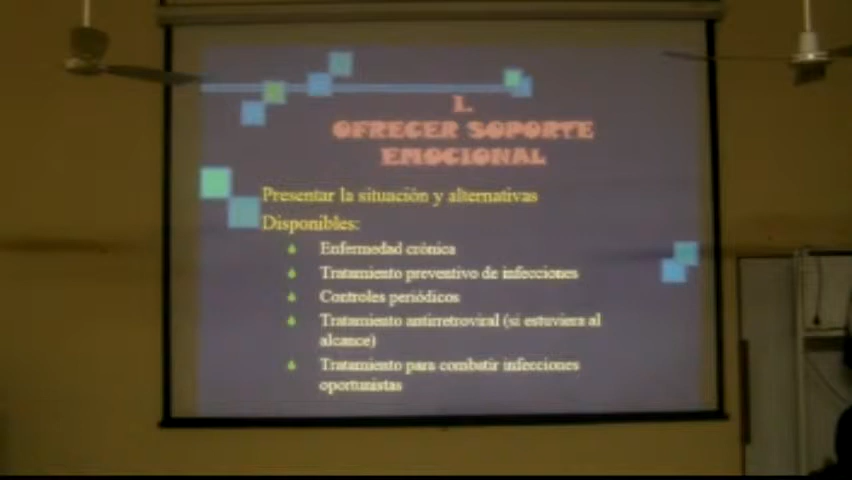 I.
OFRECER SOPORTE
EMOCIONAL
Presentar la situación y alternativas
Disponibles:
Enfermedad crónica
Tratamiento preventivo de infecciones
Controles periódicos
Tratamiento antirretroviral (si estuviera al
alcance)
Tratamiento para combatir infecciones
oportunistas